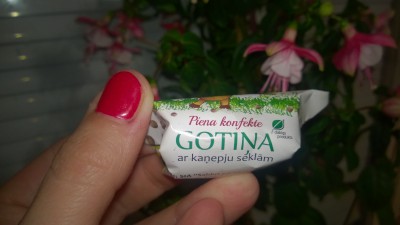 Piena konfekte
GOTIŅA
ar kaņepju sēklām